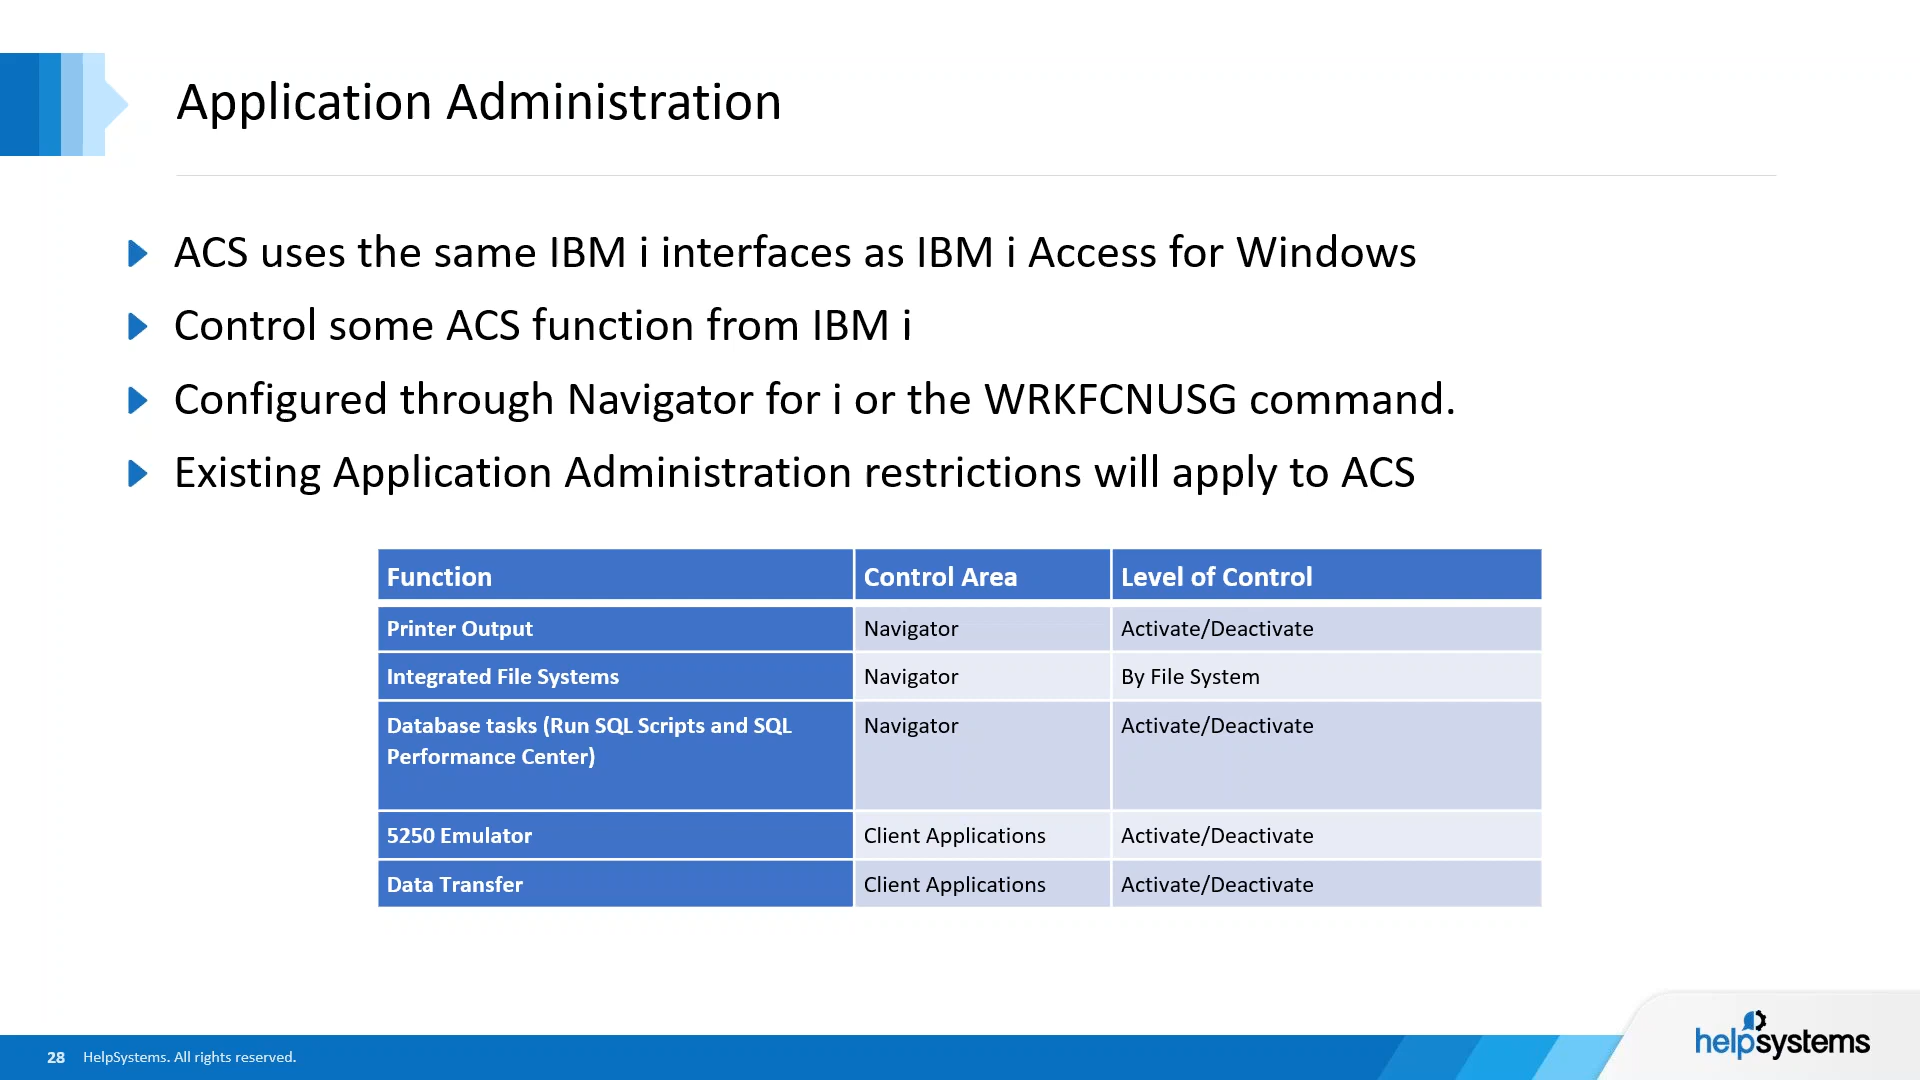 Application Administration
ACS uses the same IBM i interfaces as IBM i Access for Windows
Control some ACS function from IBM i
Configured through Navigator for i or the WRKFCNUSG command.
Existing Application Administration restrictions will apply to ACS
Function Control Area Level of Control
Printer Output Navigator Activate/Deactivate
Integrated File Systems Navigator By File System
Database tasks (Run SQL Scripts and SQL Navigator Activate/Deactivate
Performance Center)
5250 Emulator Client Applications Activate/Deactivate
Data Transfer Client Applications Activate/Deactivate
28 HelpSystems. All rights reserved.
helpsystems